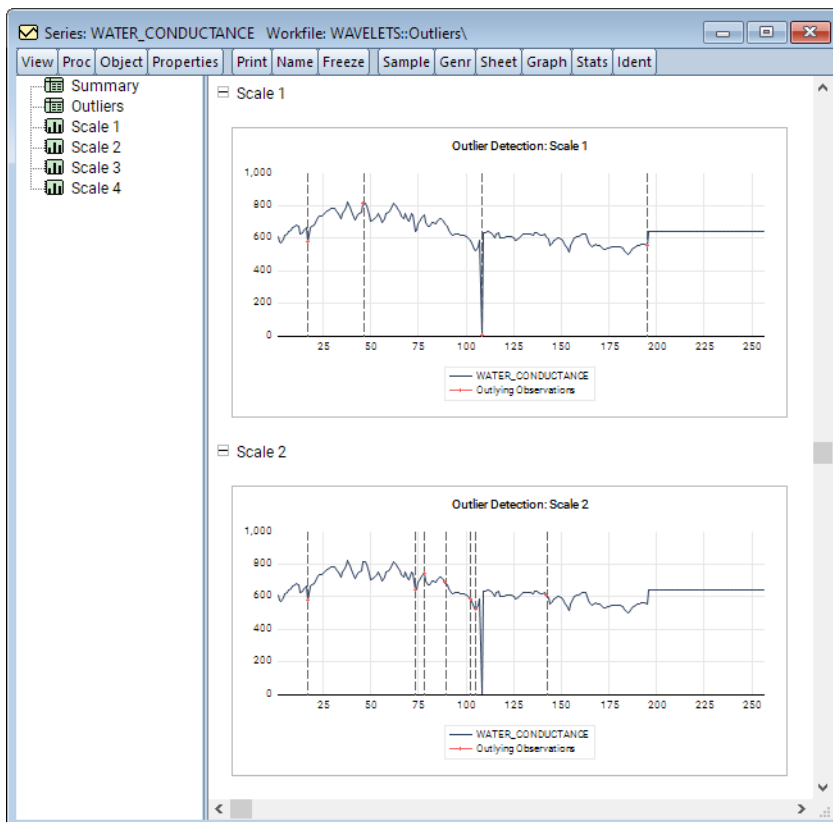 Series: WATER_CONDUCTANCE Workfile: WAVELETS::Outliers\
View Proc Object Properties Print Name Freeze Sample Genr Sheet Graph Stats Ident
Summary
Outliers
Scale 1
Scale 2
Scale 3
Scale 4
Scale 1
Outlier Detection: Scale 1
1,000
800
600
400
200
0
25 50 75 100 125 150 175 200 225 250
WATER_CONDUCTANCE
Outlying Observations
Scale 2
Outlier Detection: Scale 2
1,000
800
600
400
200
0
25 50 75 100 125 150 175 200 225 250
WATER_CONDUCTANCE
Outlying Observations